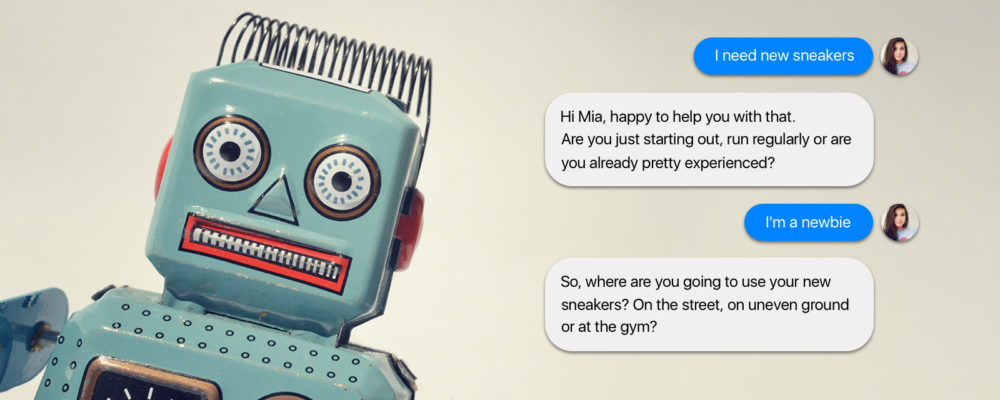 I need new sneakers
Hi Mia, happy to help you with that.
Are you just starting out, run regularly or are
you already pretty experienced?
I'm a newbie
So, where are you going to use your new
sneakers? On the street, on uneven ground
or at the gym?